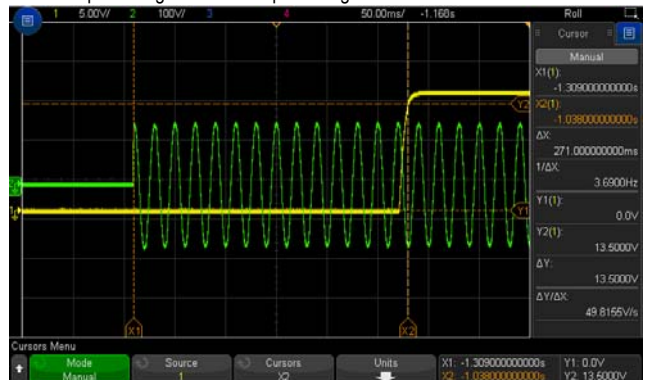 1 5.00V/ 2 100V/ 3 4 50.00ms/ -1.168s Roll
Cursor
Manual
X1(1):
-1.309000000000s
X2(1):
-1.038000000000s
ΔX:
271.000000000ms
1/ΔX:
3.6900Hz
Y1(1):
0.0V
Y2(1):
13.5000V
ΔY:
13.5000V
ΔY/ΔX:
49.8155V/s
Y2
Y1
X1 X2
Cursors Menu
Mode
Manual
Source
1
Cursors
X2
Units
X1: -1.309000000000s Y1: 0.0V
X2: -1.038000000000s Y2: 13.5000V